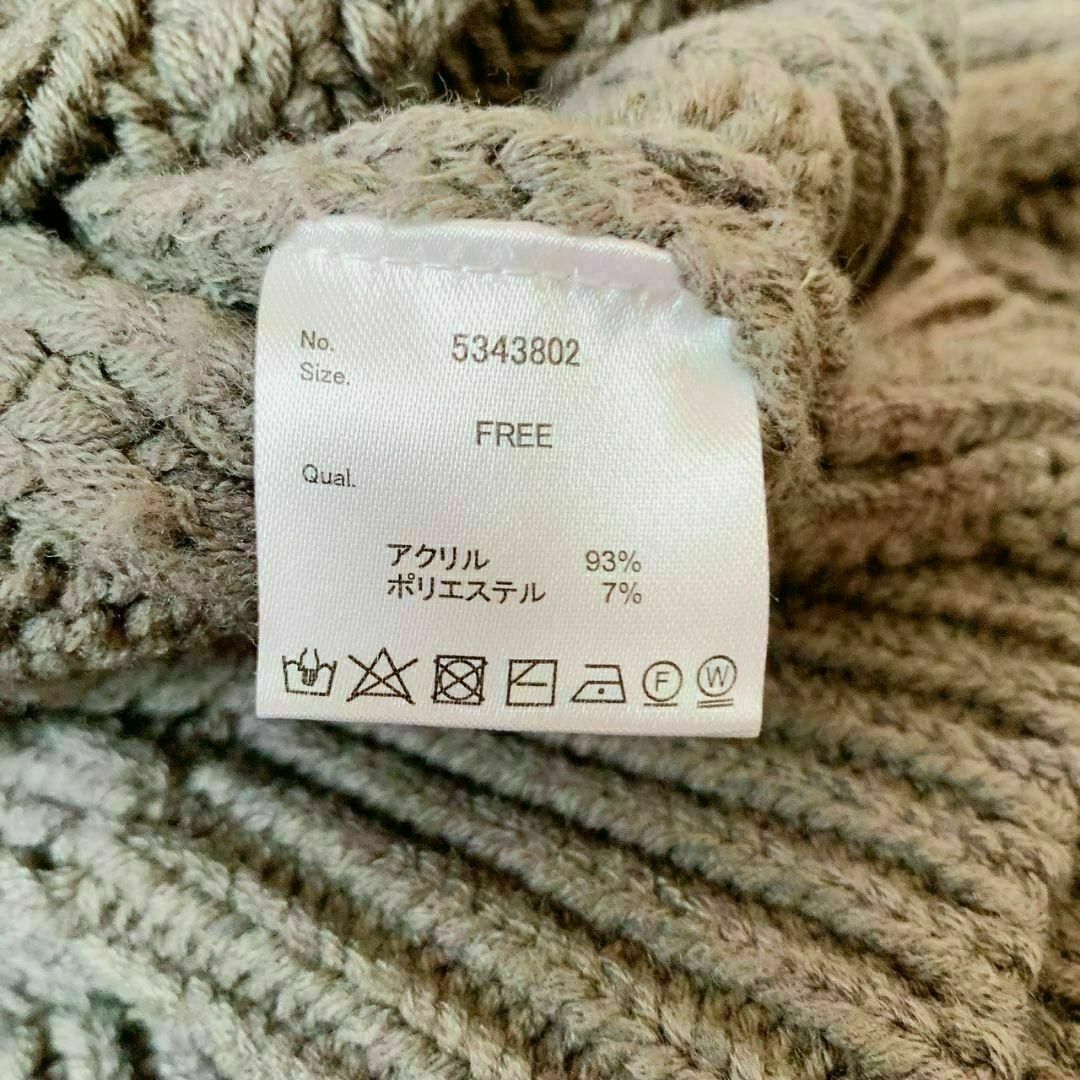 No. 5343802
Size.
FREE
Qual.
アクリル 93%
ポリエステル 7%
F W